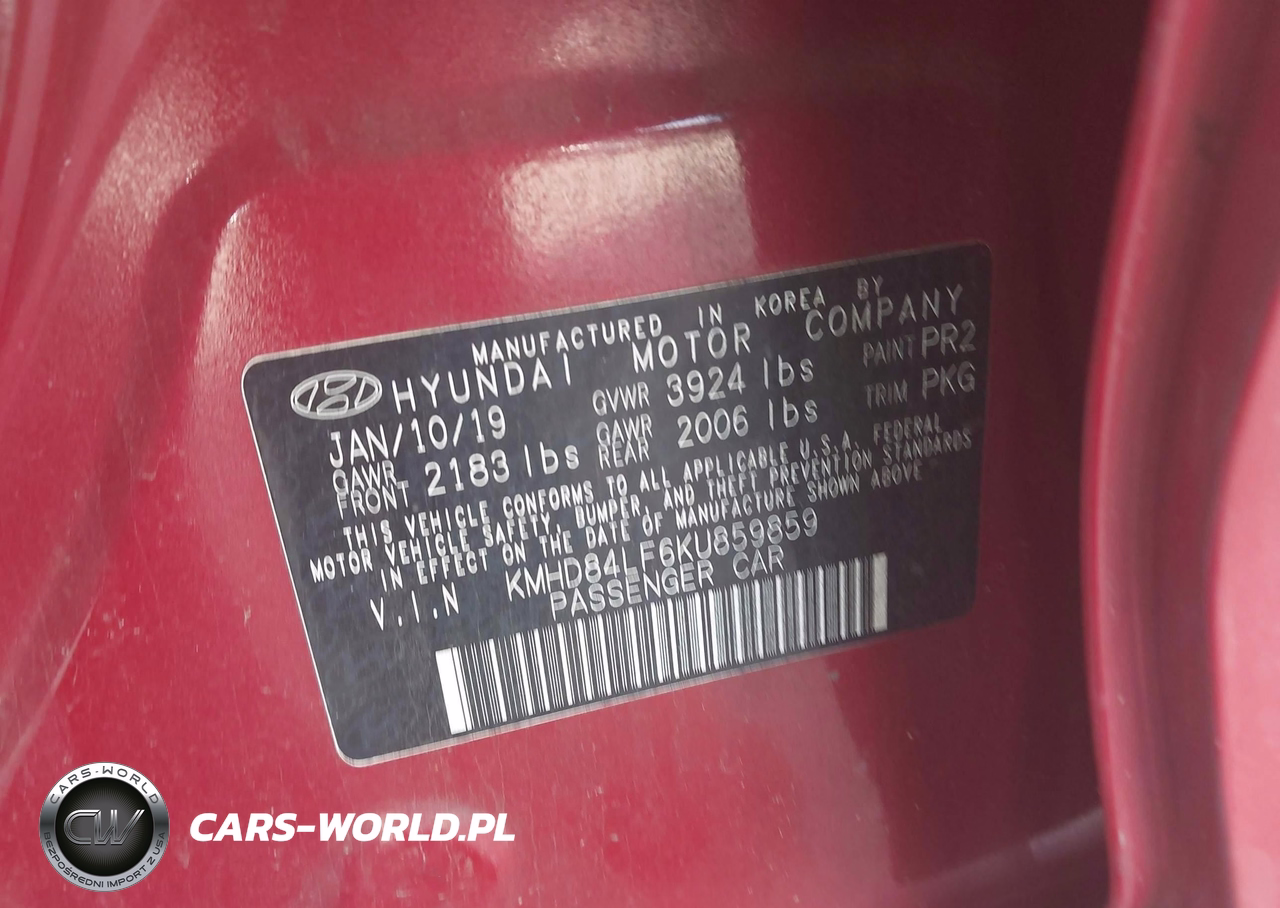 MANUFACTURED IN KOREA BY
HYUNDAI MOTOR COMPANY
JAN/10/19 GVWR 3924 lbs PAINT PR2
GAWR FRONT 2183 lbs GAWR REAR 2006 lbs TRIM PKG
THIS VEHICLE CONFORMS TO ALL APPLICABLE U.S.A. FEDERAL
MOTOR VEHICLE SAFETY, BUMPER, AND THEFT PREVENTION STANDARDS
IN EFFECT ON THE DATE OF MANUFACTURE SHOWN ABOVE
V.I.N KMHD84LF6KU859859
PASSENGER CAR
CARS-WORLD
CW
BEZPOŚREDNI IMPORT Z USA
CARS-WORLD.PL